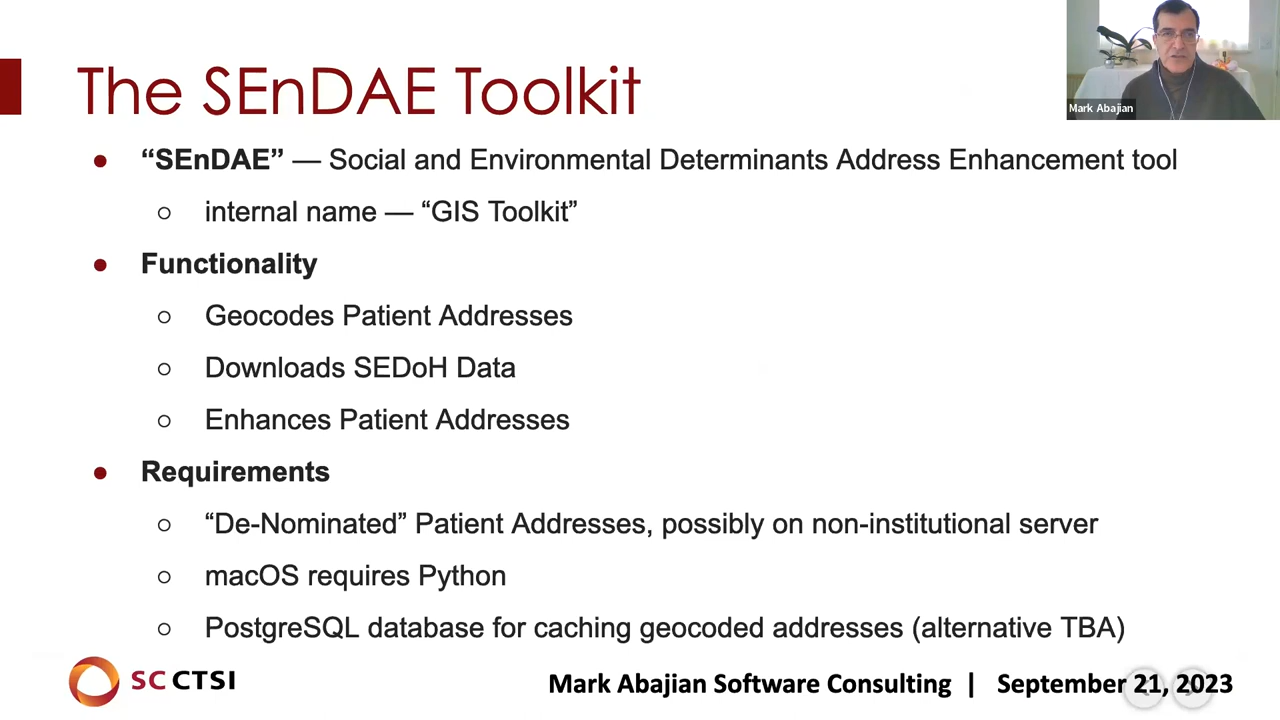 The SEnDAE Toolkit
Mark Abajian
● “SEnDAE” — Social and Environmental Determinants Address Enhancement tool
○ internal name — “GIS Toolkit”
● Functionality
○ Geocodes Patient Addresses
○ Downloads SEDoH Data
○ Enhances Patient Addresses
● Requirements
○ “De-Nominated” Patient Addresses, possibly on non-institutional server
○ macOS requires Python
○ PostgreSQL database for caching geocoded addresses (alternative TBA)
SC CTSI
Mark Abajian Software Consulting | September 21, 2023